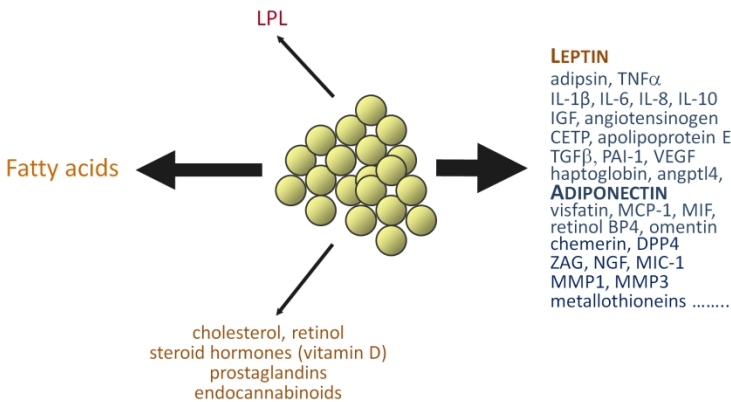 LPL
Fatty acids
LEPTIN
adipsin, TNFα
IL-1β, IL-6, IL-8, IL-10
IGF, angiotensinogen
CETP, apolipoprotein E
TGFβ, PAI-1, VEGF
haptoglobin, angptl4,
ADIPONECTIN
visfatin, MCP-1, MIF,
retinol BP4, omentin
chemerin, DPP4
ZAG, NGF, MIC-1
MMP1, MMP3
metallothioneins ........
cholesterol, retinol
steroid hormones (vitamin D)
prostaglandins
endocannabinoids